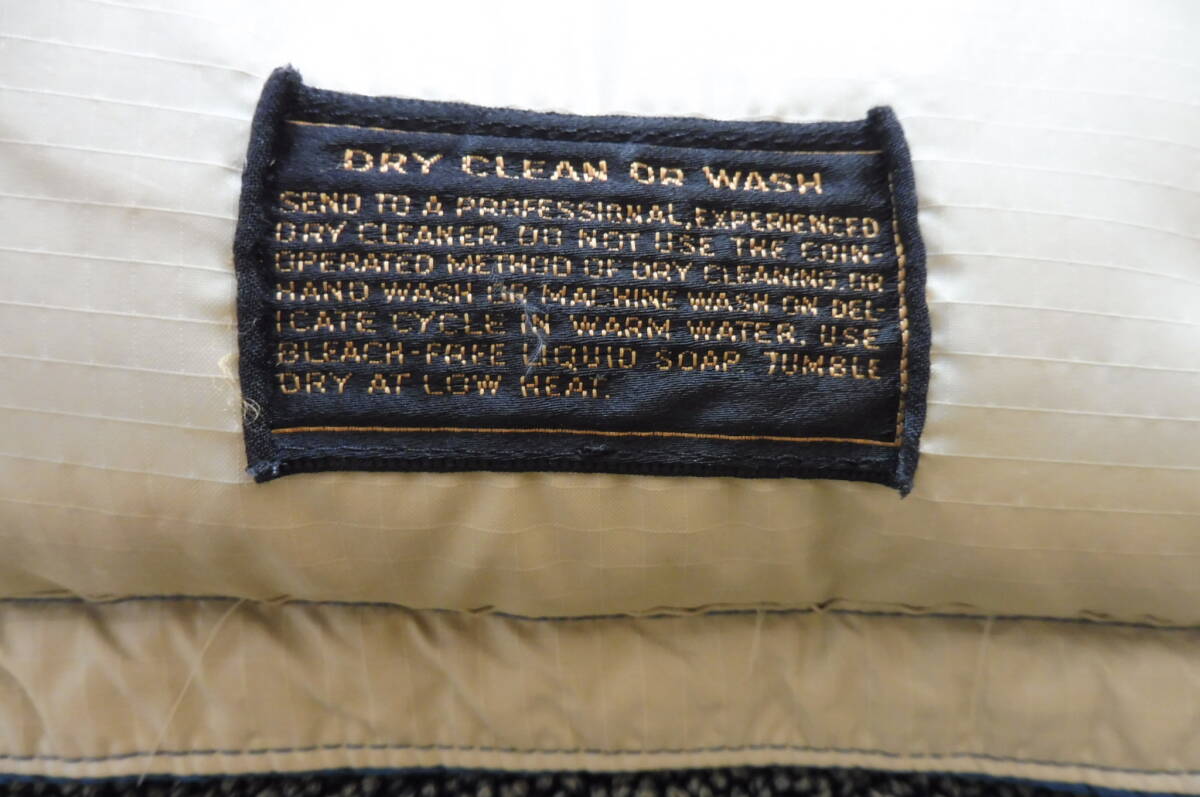 DRY CLEAN OR WASH
SEND TO A PROFESSIONAL, EXPERIENCED
DRY CLEANER. DO NOT USE THE COIN-
OPERATED METHOD OF DRY CLEANING OR
HAND WASH OR MACHINE WASH ON DEL
ICATE CYCLE IN WARM WATER. USE
BLEACH-FREE LIQUID SOAP TUMBLE
DRY AT LOW HEAT.